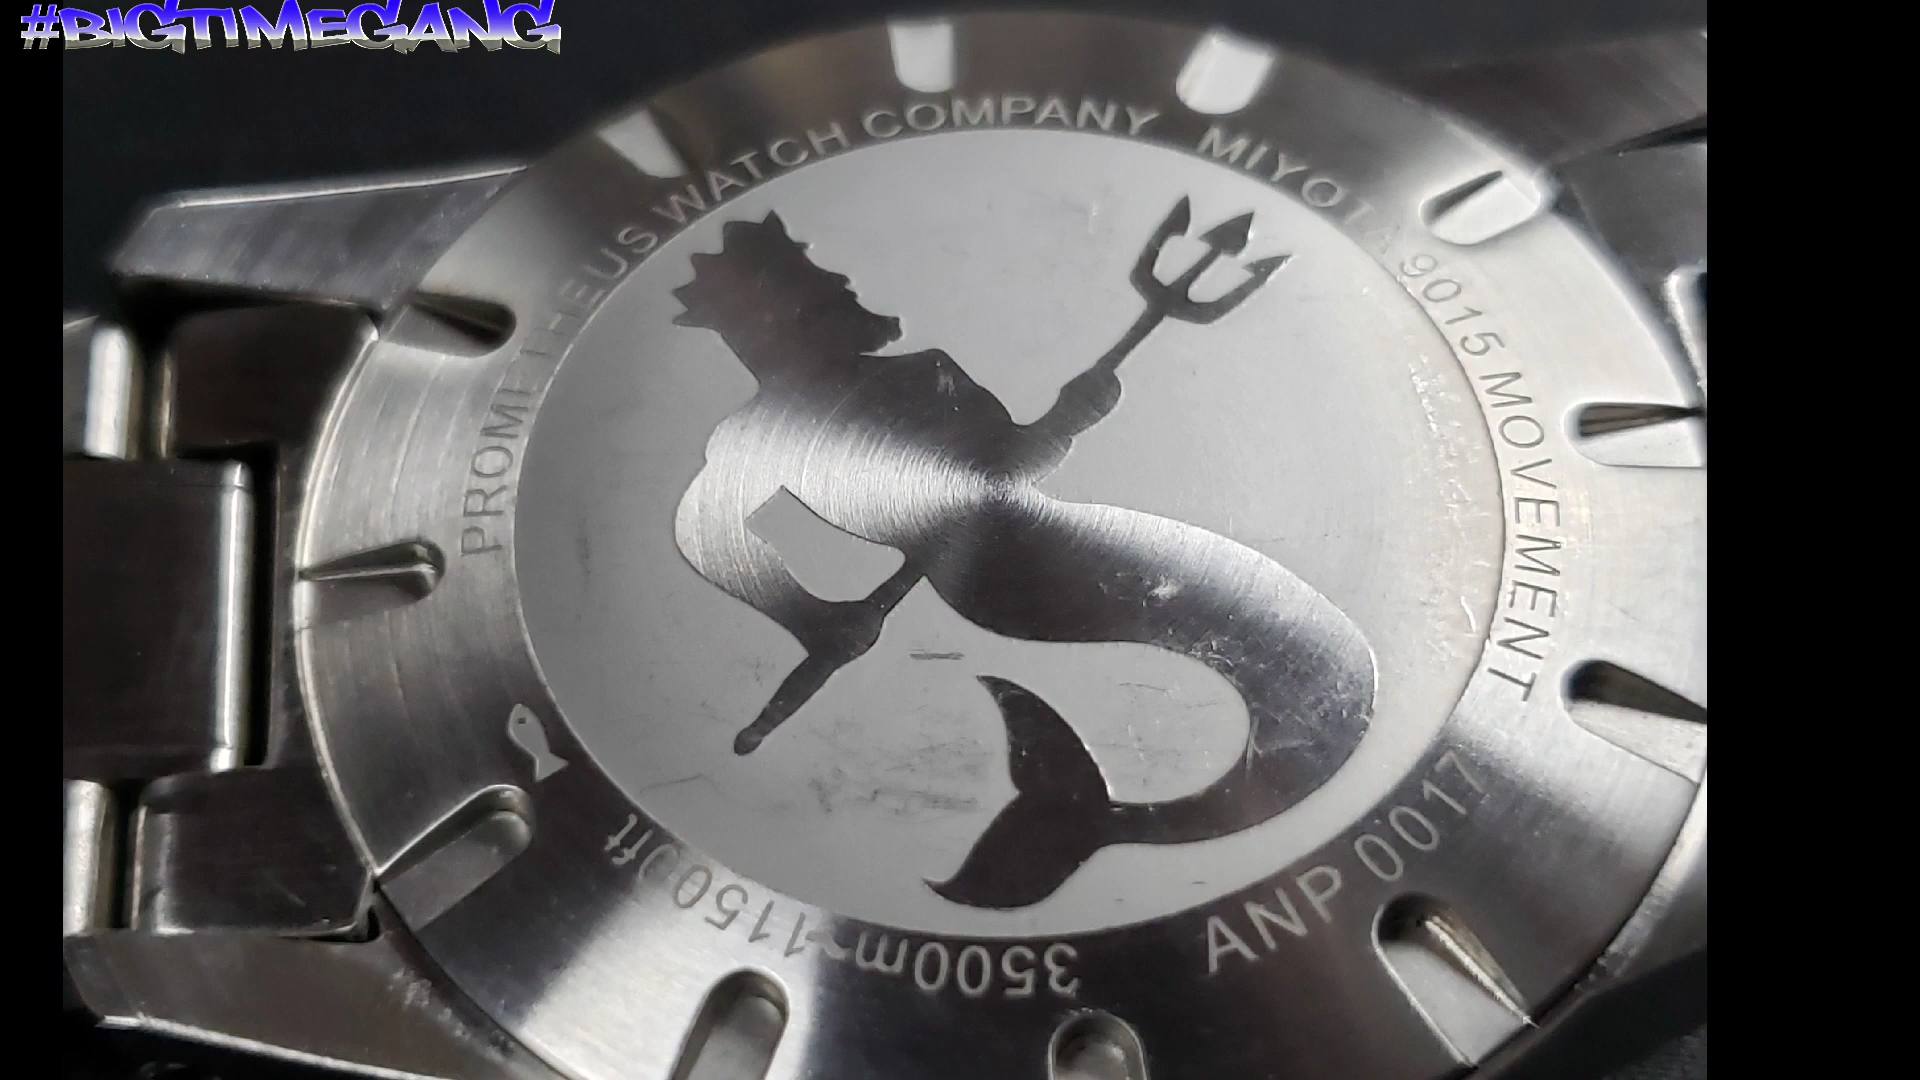 #BIGTIMEGANG
PROMETHEUS WATCH COMPANY
MIYOTA 9015 MOVEMENT
ANP 0017
3500m~11500ft